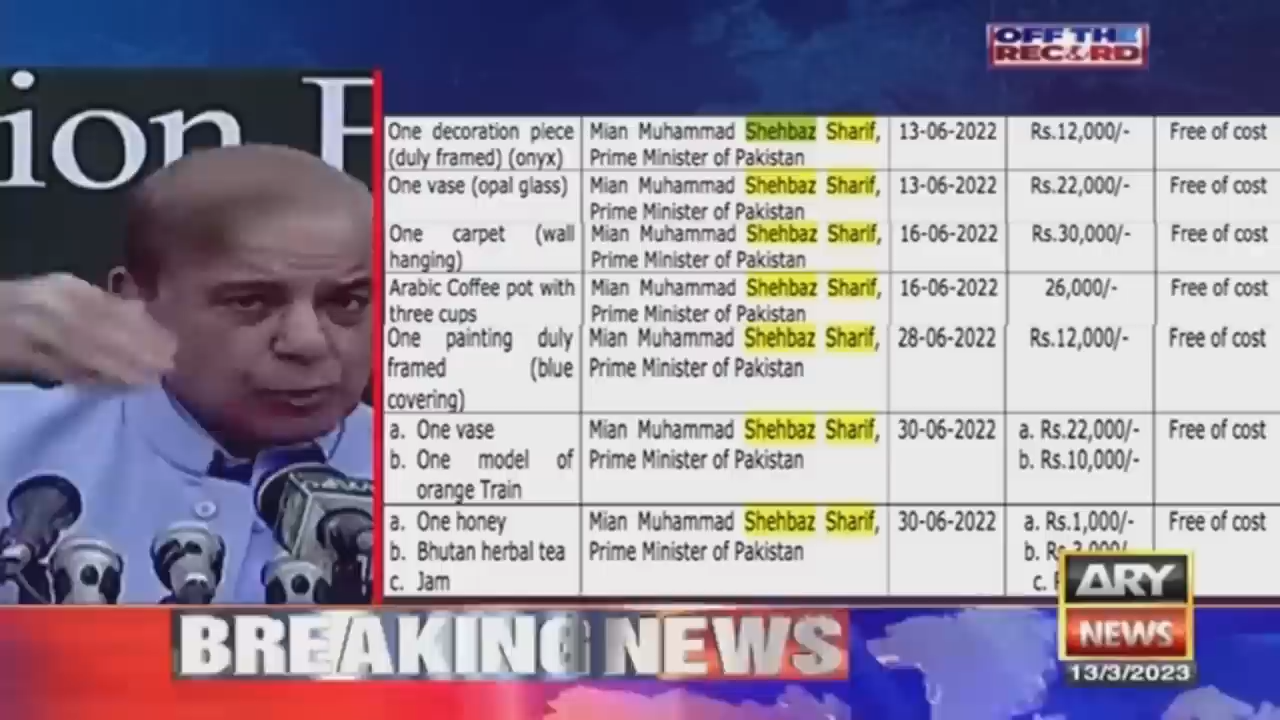 OFF THE
RECORD
ion
One decoration piece (duly framed) (onyx) Mian Muhammad Shehbaz Sharif, Prime Minister of Pakistan 13-06-2022 Rs.12,000/- Free of cost
One vase (opal glass) Mian Muhammad Shehbaz Sharif, Prime Minister of Pakistan 13-06-2022 Rs.22,000/- Free of cost
One carpet (wall hanging) Mian Muhammad Shehbaz Sharif, Prime Minister of Pakistan 16-06-2022 Rs.30,000/- Free of cost
Arabic Coffee pot with three cups Mian Muhammad Shehbaz Sharif, Prime Minister of Pakistan 16-06-2022 26,000/- Free of cost
One painting duly framed (blue covering) Mian Muhammad Shehbaz Sharif, Prime Minister of Pakistan 28-06-2022 Rs.12,000/- Free of cost
a. One vase b. One model of orange Train Mian Muhammad Shehbaz Sharif, Prime Minister of Pakistan 30-06-2022 a. Rs.22,000/- b. Rs.10,000/- Free of cost
a. One honey b. Bhutan herbal tea c. Jam Mian Muhammad Shehbaz Sharif, Prime Minister of Pakistan 30-06-2022 a. Rs.1,000/- b. c. Free of cost
BREAKING NEWS
ARY
NEWS
13/3/2023